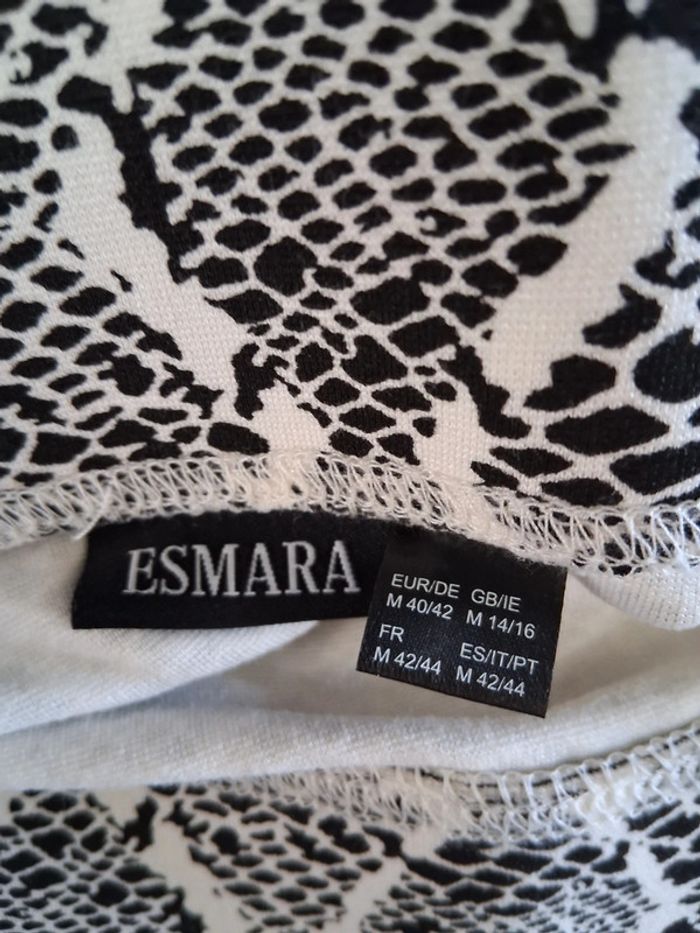 ESMARA
EUR/DE GB/IE
M 40/42 M 14/16
FR ES/IT/PT
M 42/44 M 42/44